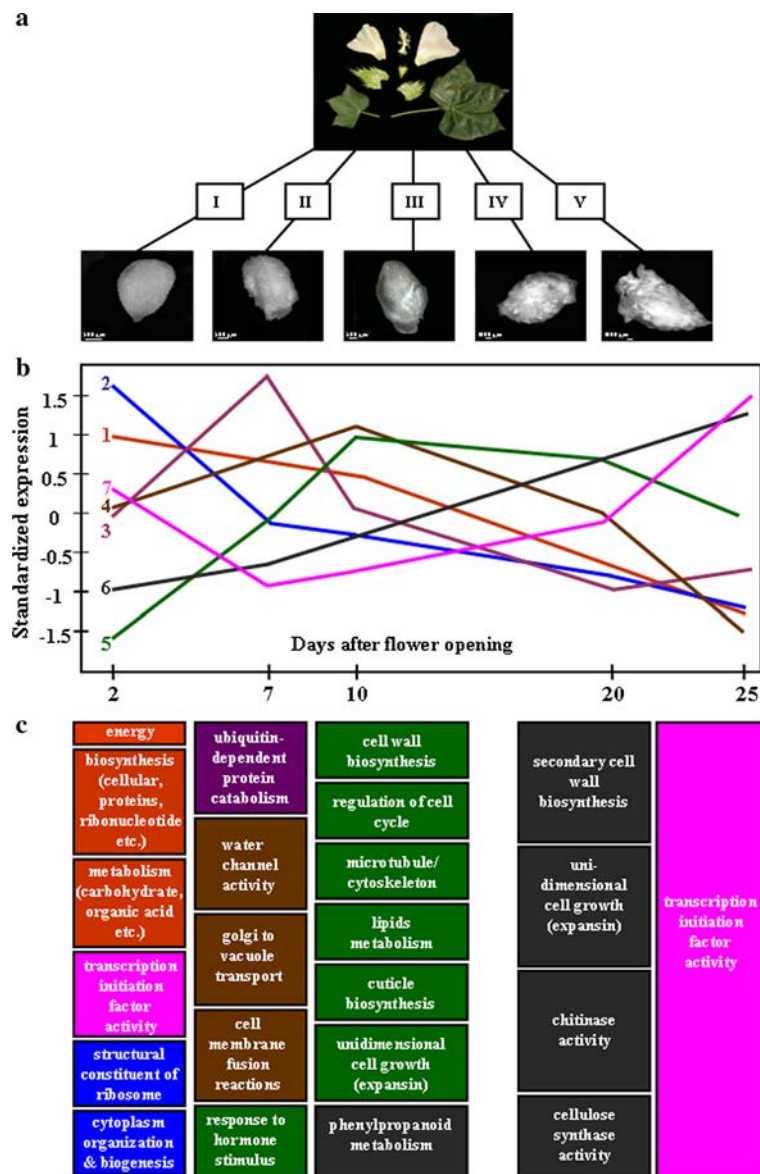 a
I
II
III
IV
V
b
Standardized expression
1.5
1
0.5
0
-0.5
-1
-1.5
2
1
7
4
3
6
5
Days after flower opening
2 7 10 20 25
c
energy
biosynthesis
(cellular,
proteins,
ribonucleotide
etc.)
metabolism
(carbohydrate,
organic acid
etc.)
transcription
initiation
factor
activity
structural
constituent of
ribosome
cytoplasm
organization
& biogenesis
ubiquitin-
dependent
protein
catabolism
water
channel
activity
golgi to
vacuole
transport
cell
membrane
fusion
reactions
response to
hormone
stimulus
cell wall
biosynthesis
regulation of cell
cycle
microtubule/
cytoskeleton
lipids
metabolism
cuticle
biosynthesis
unidimensional
cell growth
(expansin)
phenylpropanoid
metabolism
secondary cell
wall
biosynthesis
uni-
dimensional
cell growth
(expansin)
chitinase
activity
cellulose
synthase
activity
transcription
initiation
factor
activity